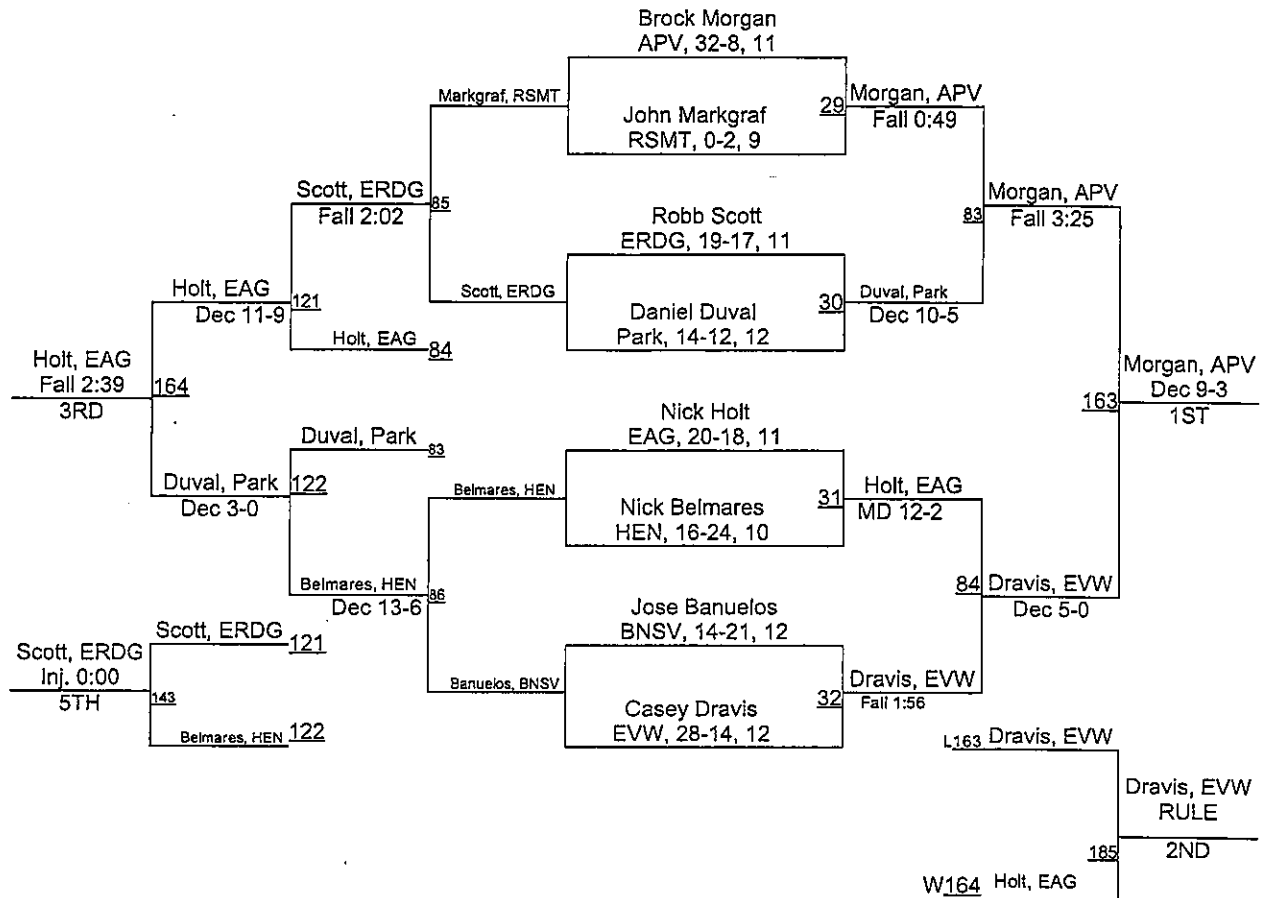 Brock Morgan
APV, 32-8, 11
Markgraf, RSMT
29
Morgan, APV
Fall 0:49
John Markgraf
RSMT, 0-2, 9
Scott, ERDG
Fall 2:02
85
Morgan, APV
Fall 3:25
83
Robb Scott
ERDG, 19-17, 11
Holt, EAG
Dec 11-9
121
Scott, ERDG
30
Duval, Park
Dec 10-5
Daniel Duval
Park, 14-12, 12
Holt, EAG
84
Holt, EAG
Fall 2:39
3RD
164
Morgan, APV
Dec 9-3
1ST
163
Nick Holt
EAG, 20-18, 11
Duval, Park
83
Duval, Park
Dec 3-0
122
Belmares, HEN
31
Holt, EAG
MD 12-2
Nick Belmares
HEN, 16-24, 10
Belmares, HEN
Dec 13-6
86
84
Dravis, EVW
Dec 5-0
Jose Banuelos
BNSV, 14-21, 12
Scott, ERDG
121
Scott, ERDG
Inj. 0:00
5TH
143
Banuelos, BNSV
32
Dravis, EVW
Fall 1:56
Casey Dravis
EVW, 28-14, 12
Belmares, HEN
122
L163 Dravis, EVW
Dravis, EVW
RULE
2ND
185
W164 Holt, EAG